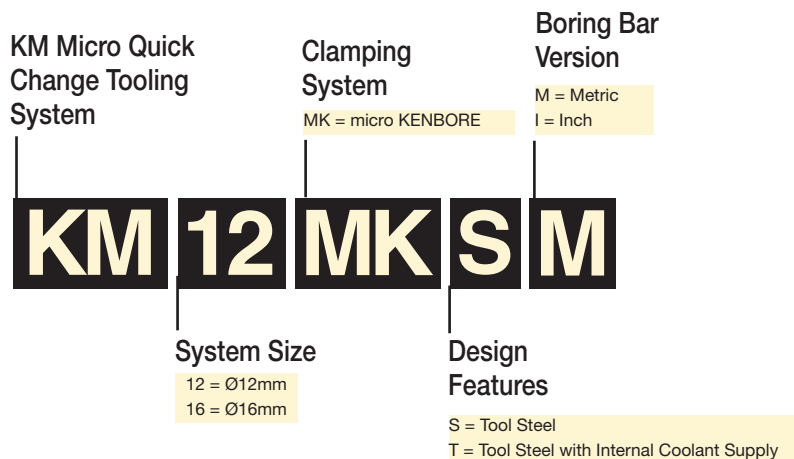 KM Micro Quick
Change Tooling
System
Clamping
System
MK = micro KENBORE
Boring Bar
Version
M = Metric
I = Inch
KM 12 MK S M
System Size
12 = Ø12mm
16 = Ø16mm
Design
Features
S = Tool Steel
T = Tool Steel with Internal Coolant Supply